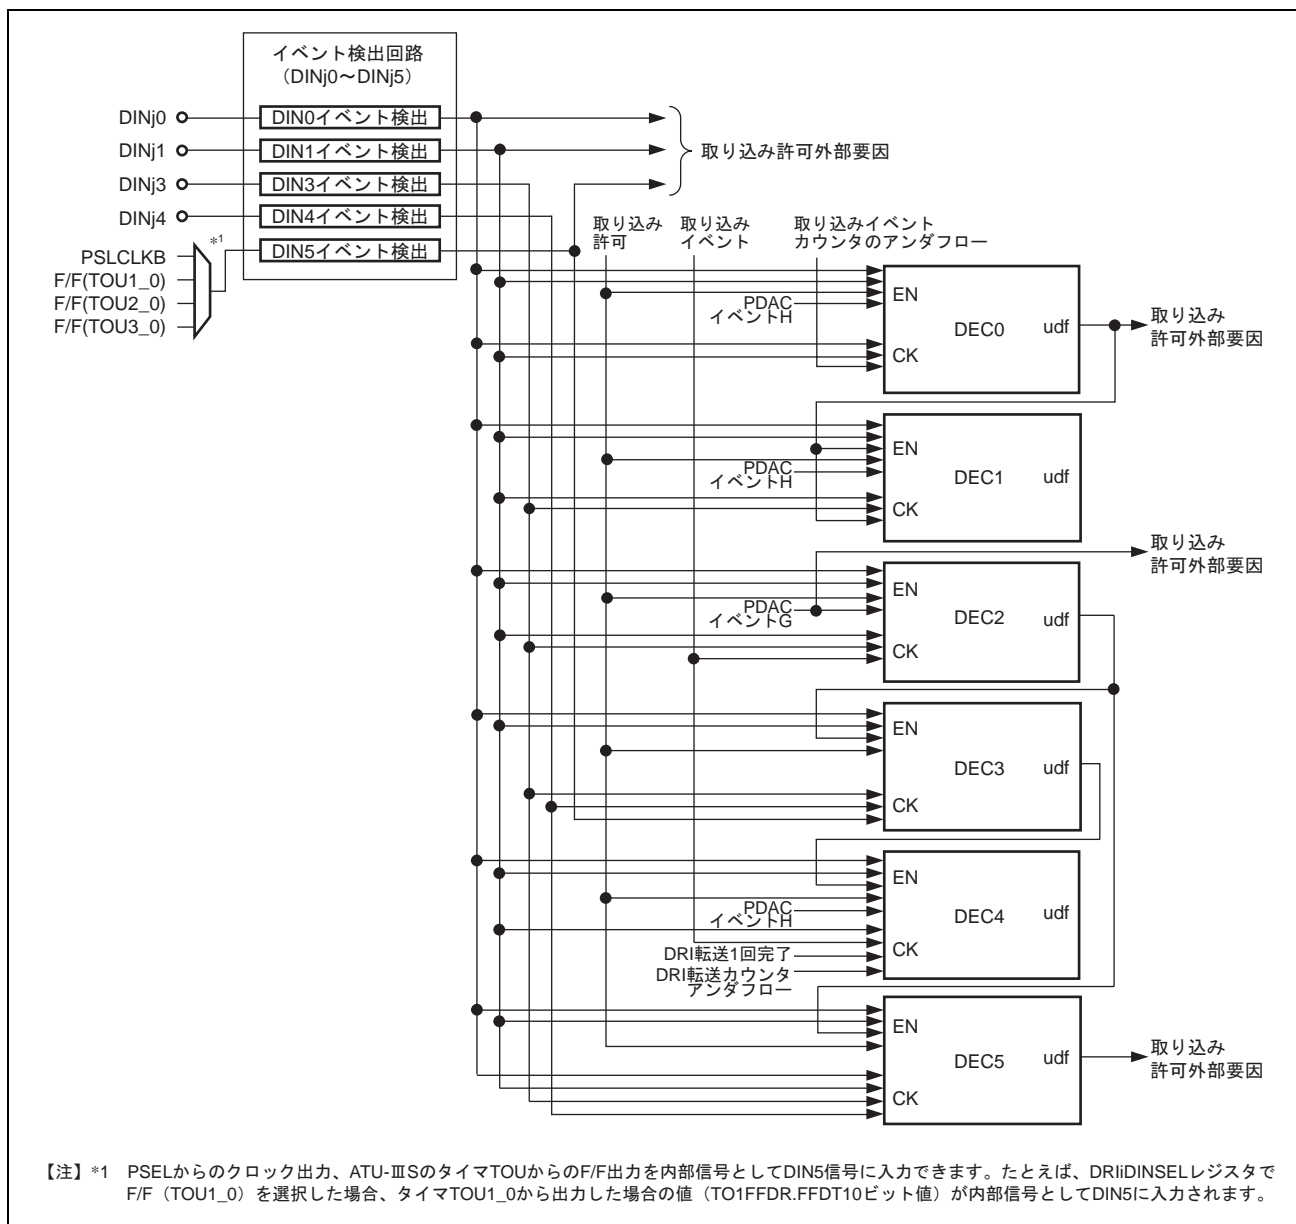 イベント検出回路
（DINj0～DINj5）
DINj0
DIN0イベント検出
DINj1
DIN1イベント検出
取り込み許可外部要因
DINj3
DIN3イベント検出
DINj4
DIN4イベント検出
*1
DIN5イベント検出
PSLCLKB
F/F(TOU1_0)
F/F(TOU2_0)
F/F(TOU3_0)
取り込み
許可
取り込み
イベント
取り込みイベント
カウンタのアンダフロー
PDAC
イベントH
EN
CK
DEC0
udf
取り込み
許可外部要因
PDAC
イベントH
EN
CK
DEC1
udf
取り込み
許可外部要因
PDAC
イベントG
EN
CK
DEC2
udf
EN
CK
DEC3
udf
PDAC
イベントH
DRI転送1回完了
DRI転送カウンタ
アンダフロー
EN
CK
DEC4
udf
EN
CK
DEC5
udf
取り込み
許可外部要因
【注】*1 PSELからのクロック出力、ATU-ⅢSのタイマTOUからのF/F出力を内部信号としてDIN5信号に入力できます。たとえば、DRIiDINSELレジスタで
F/F（TOU1_0）を選択した場合、タイマTOU1_0から出力した場合の値（TO1FFDR.FFDT10ビット値）が内部信号としてDIN5に入力されます。